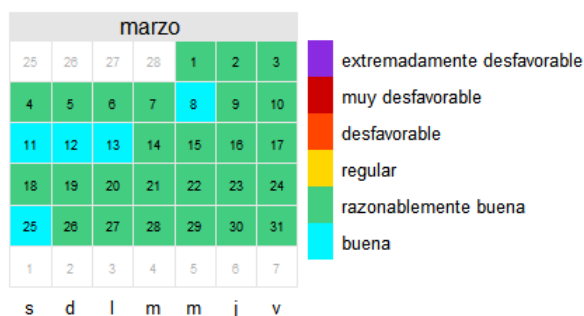 marzo
25 26 27 28 1 2 3
4 5 6 7 8 9 10
11 12 13 14 15 16 17
18 19 20 21 22 23 24
25 26 27 28 29 30 31
1 2 3 4 5 6 7
s d l m m j v
extremadamente desfavorable
muy desfavorable
desfavorable
regular
razonablemente buena
buena